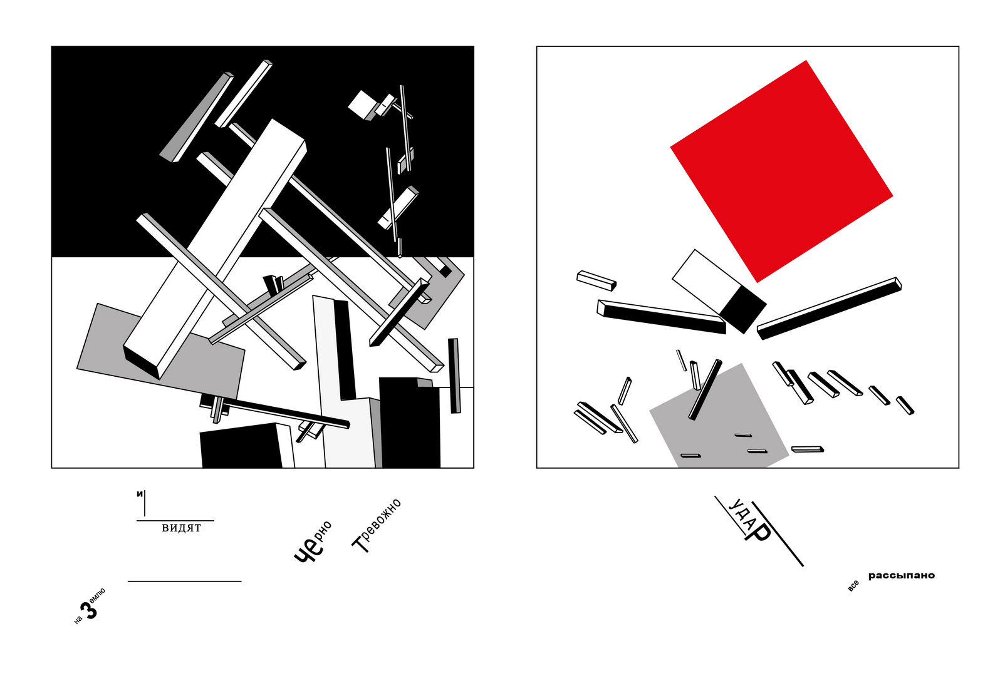 и
видят
на Землю
Черно
Тревожно
удаР
все
рассыпано